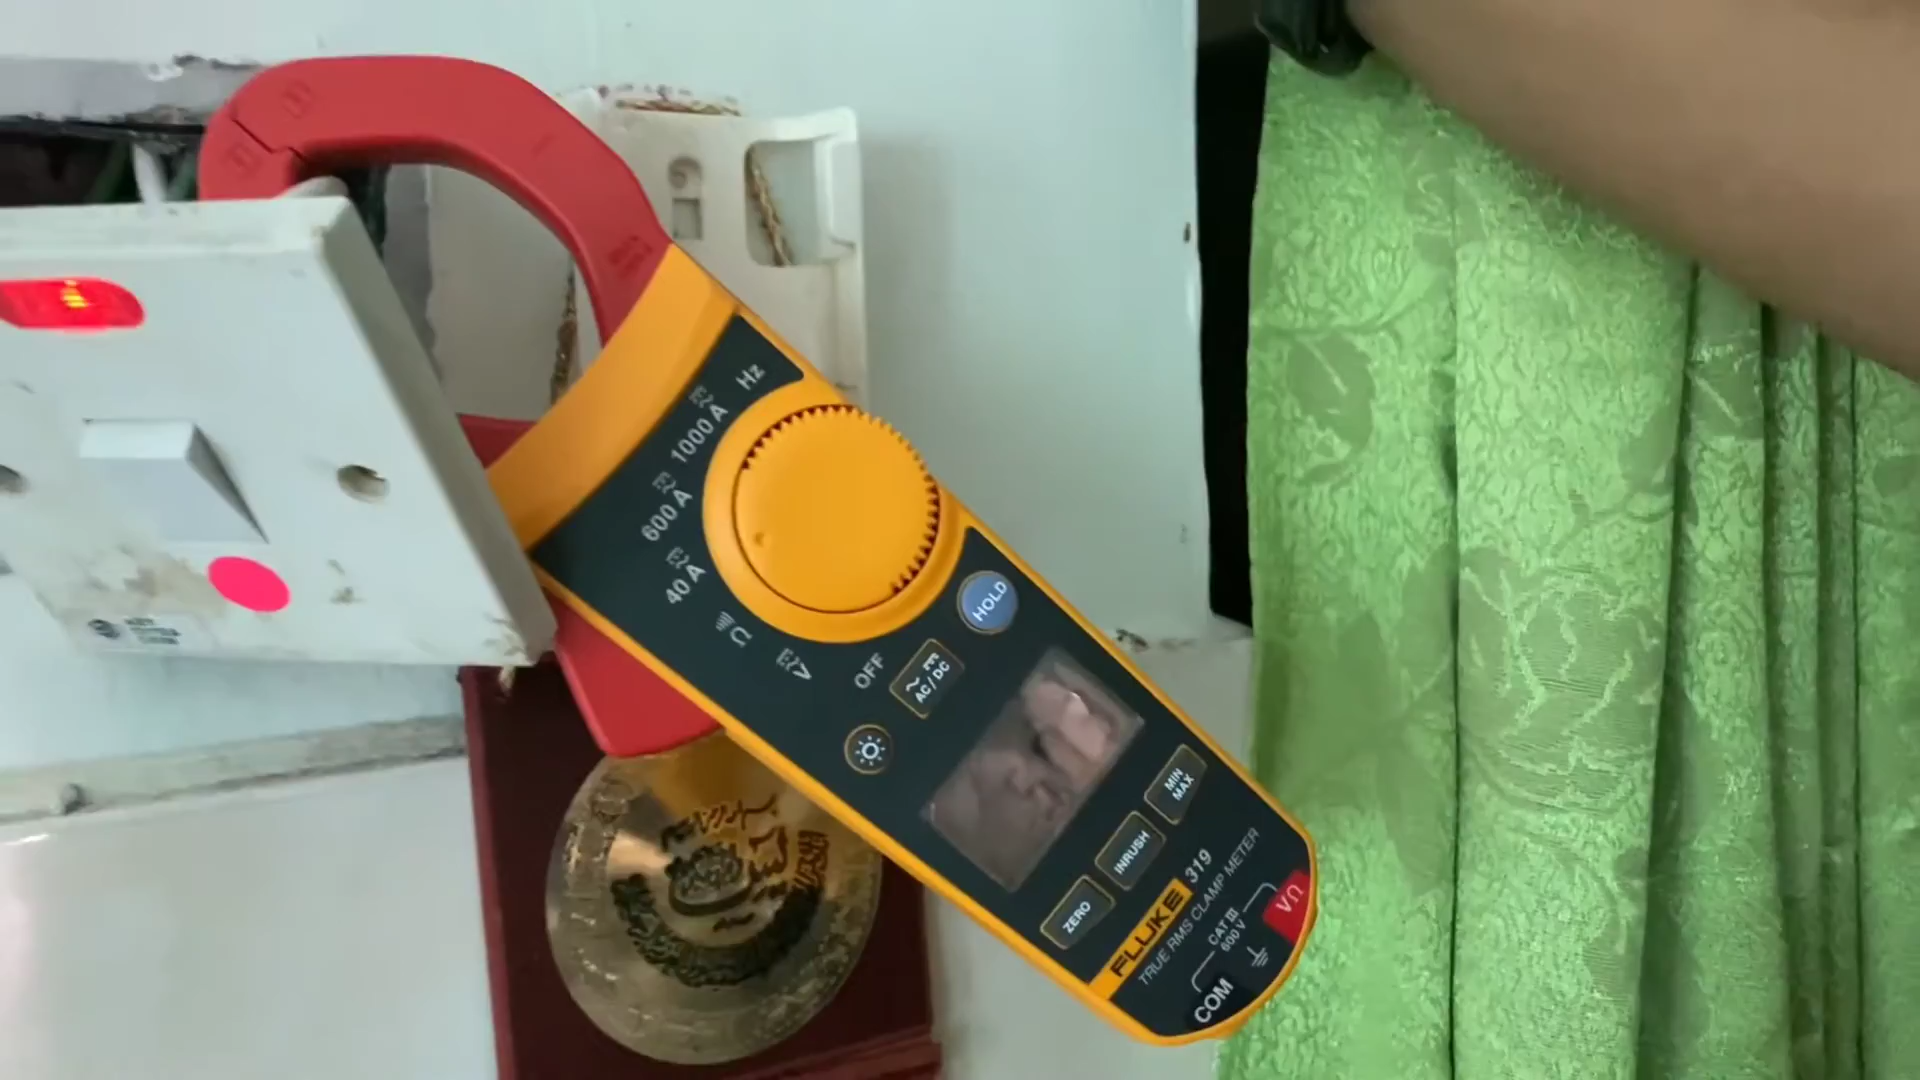 Hz
1000 A
600 A
40 A
V
OFF
HOLD
AC / DC
MIN
MAX
INRUSH
ZERO
FLUKE 319
TRUE RMS CLAMP METER
CAT III
600 V
COM
VΩ